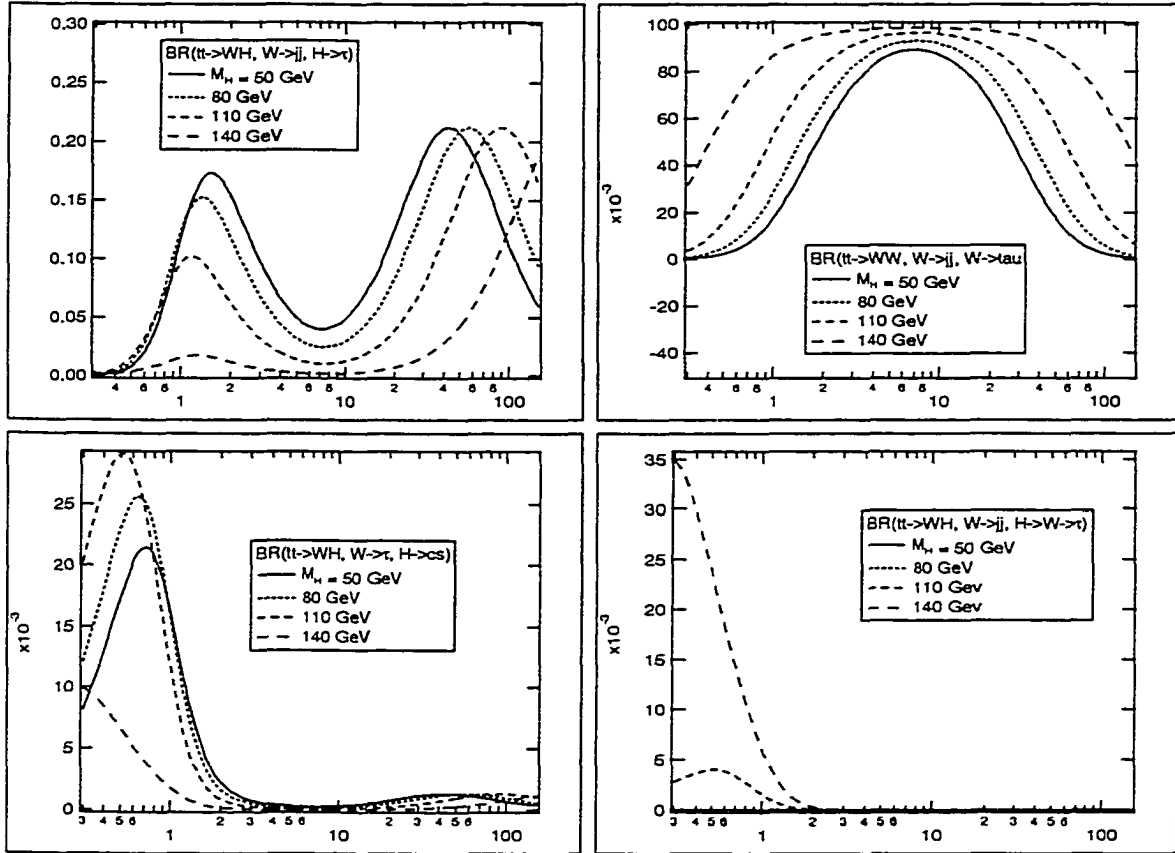 0.30
0.25
0.20
0.15
0.10
0.05
0.00
BR(tt->WH, W->jj, H->τ)
M_H = 50 GeV
80 GeV
110 GeV
140 GeV
4 6 8 2 4 6 8 2 4 6 8
1 10 100
100
80
60
40
20
0
-20
-40
x10^-3
BR(tt->WW, W->jj, W->tau
M_H = 50 GeV
80 GeV
110 GeV
140 GeV
4 6 8 2 4 6 8 2 4 6 8
1 10 100
25
20
15
10
5
0
x10^-3
BR(tt->WH, W->τ, H->cs)
M_H = 50 GeV
80 GeV
110 GeV
140 GeV
3 4 5 6 2 3 4 5 6 2 3 4 5 6
1 10 100
35
30
25
20
15
10
5
0
x10^-3
BR(tt->WH, W->jj, H->W->τ)
M_H = 50 GeV
80 GeV
110 Gev
140 Gev
3 4 5 6 2 3 4 5 6 2 3 4 5 6
1 10 100